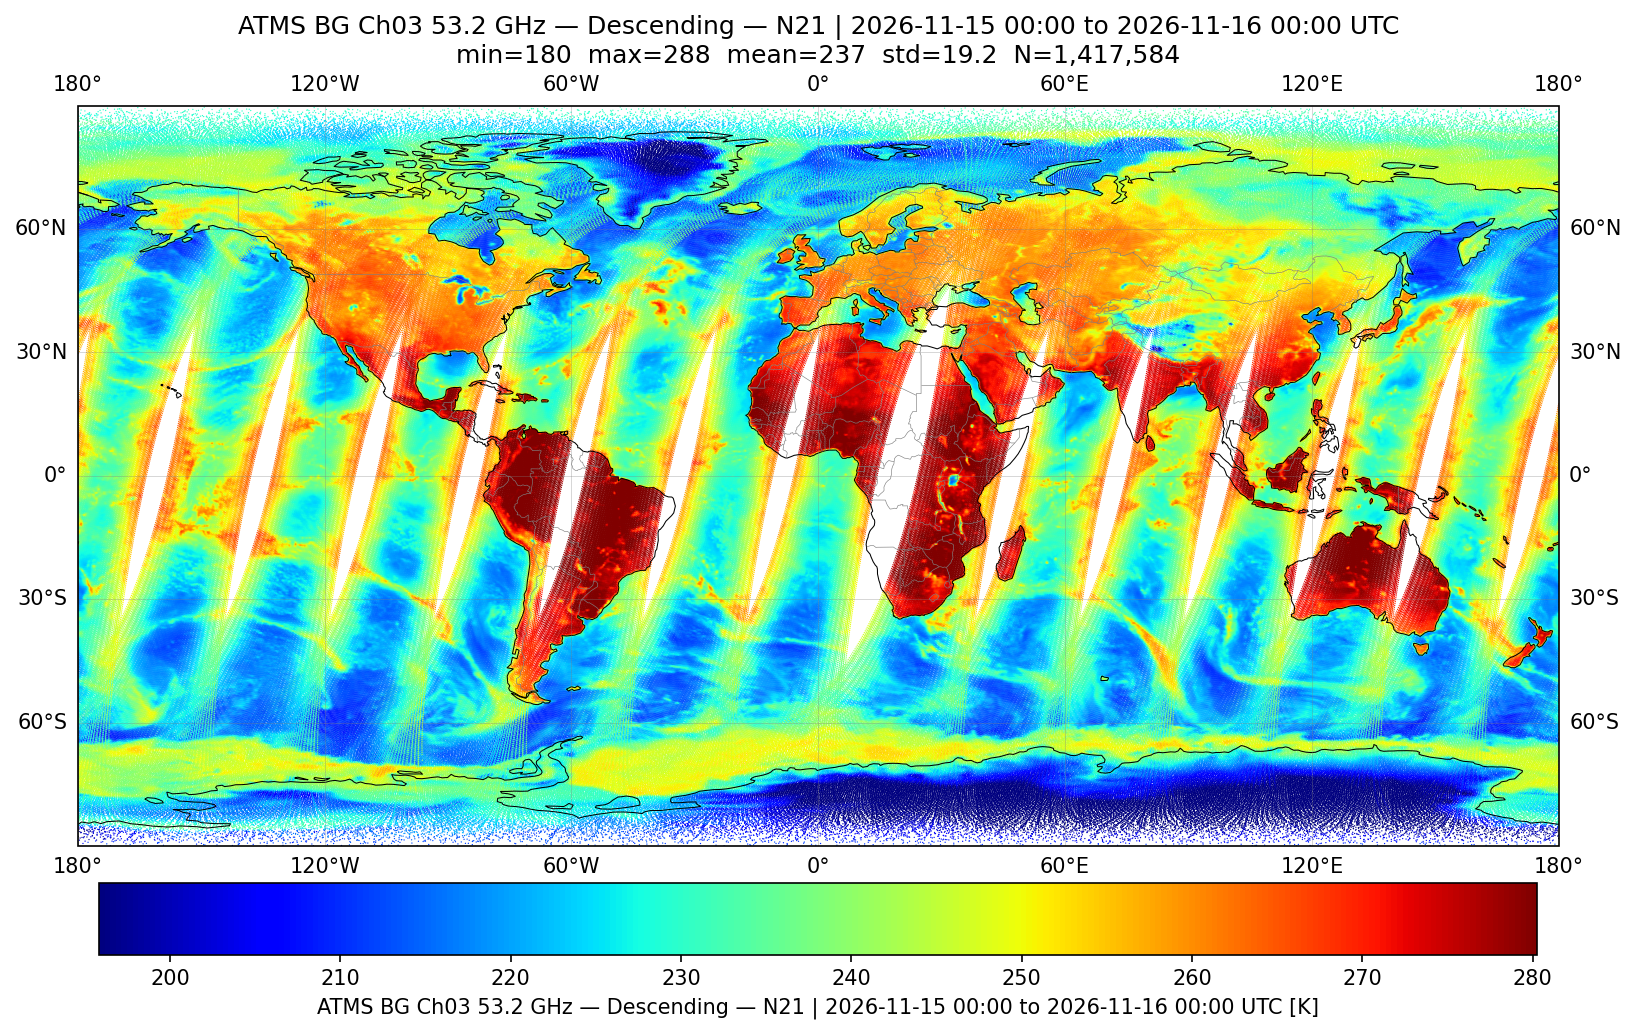 ATMS BG Ch03 53.2 GHz — Descending — N21 | 2026-11-15 00:00 to 2026-11-16 00:00 UTC
min=180 max=288 mean=237 std=19.2 N=1,417,584
180° 120°W 60°W 0° 60°E 120°E 180°
60°N 60°N
30°N 30°N
0° 0°
30°S 30°S
60°S 60°S
180° 120°W 60°W 0° 60°E 120°E 180°
200 210 220 230 240 250 260 270 280
ATMS BG Ch03 53.2 GHz — Descending — N21 | 2026-11-15 00:00 to 2026-11-16 00:00 UTC [K]